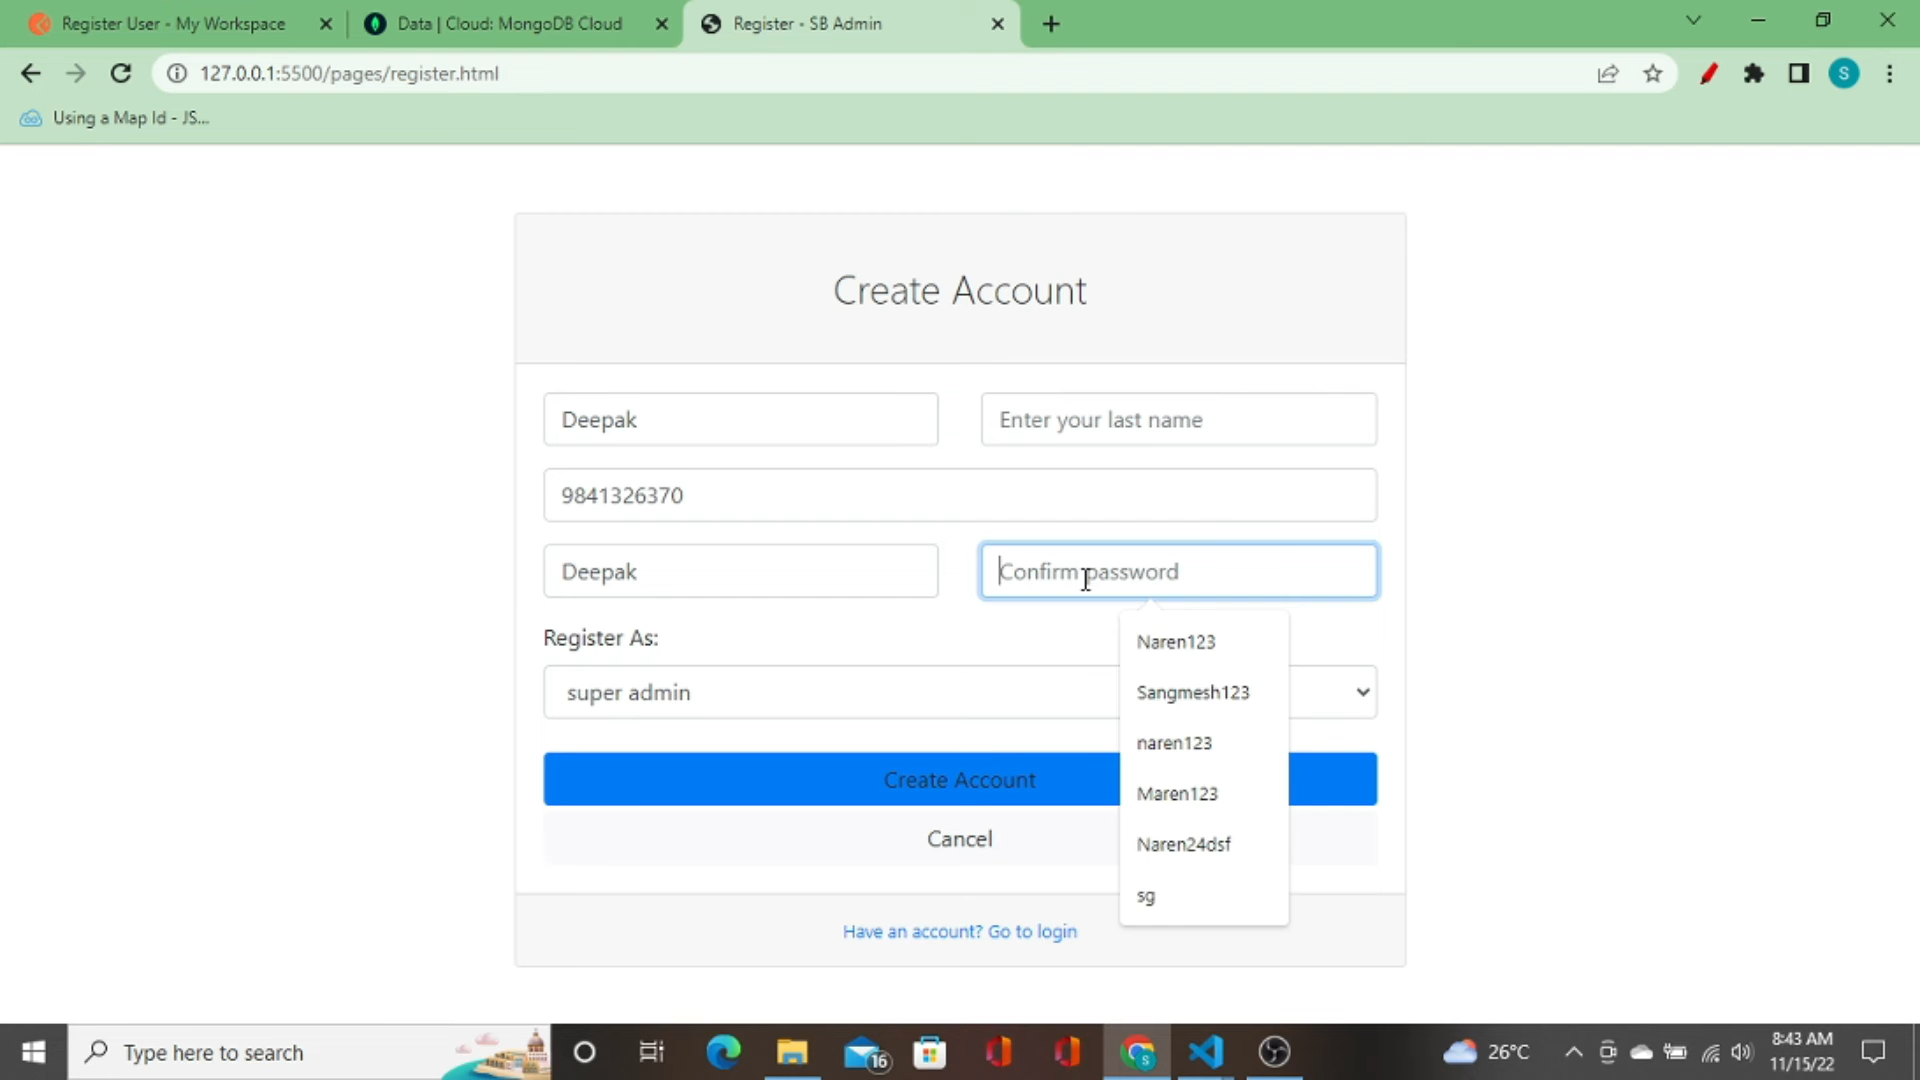 Register User - My Workspace
Data | Cloud: MongoDB Cloud
Register - SB Admin
127.0.0.1:5500/pages/register.html
S
Using a Map Id - JS...
Create Account
Deepak
Enter your last name
9841326370
Deepak
Confirm password
Register As:
Naren123
super admin
Sangmesh123
naren123
Create Account
Maren123
Cancel
Naren24dsf
sg
Have an account? Go to login
Type here to search
16
S
26°C
8:43 AM
11/15/22